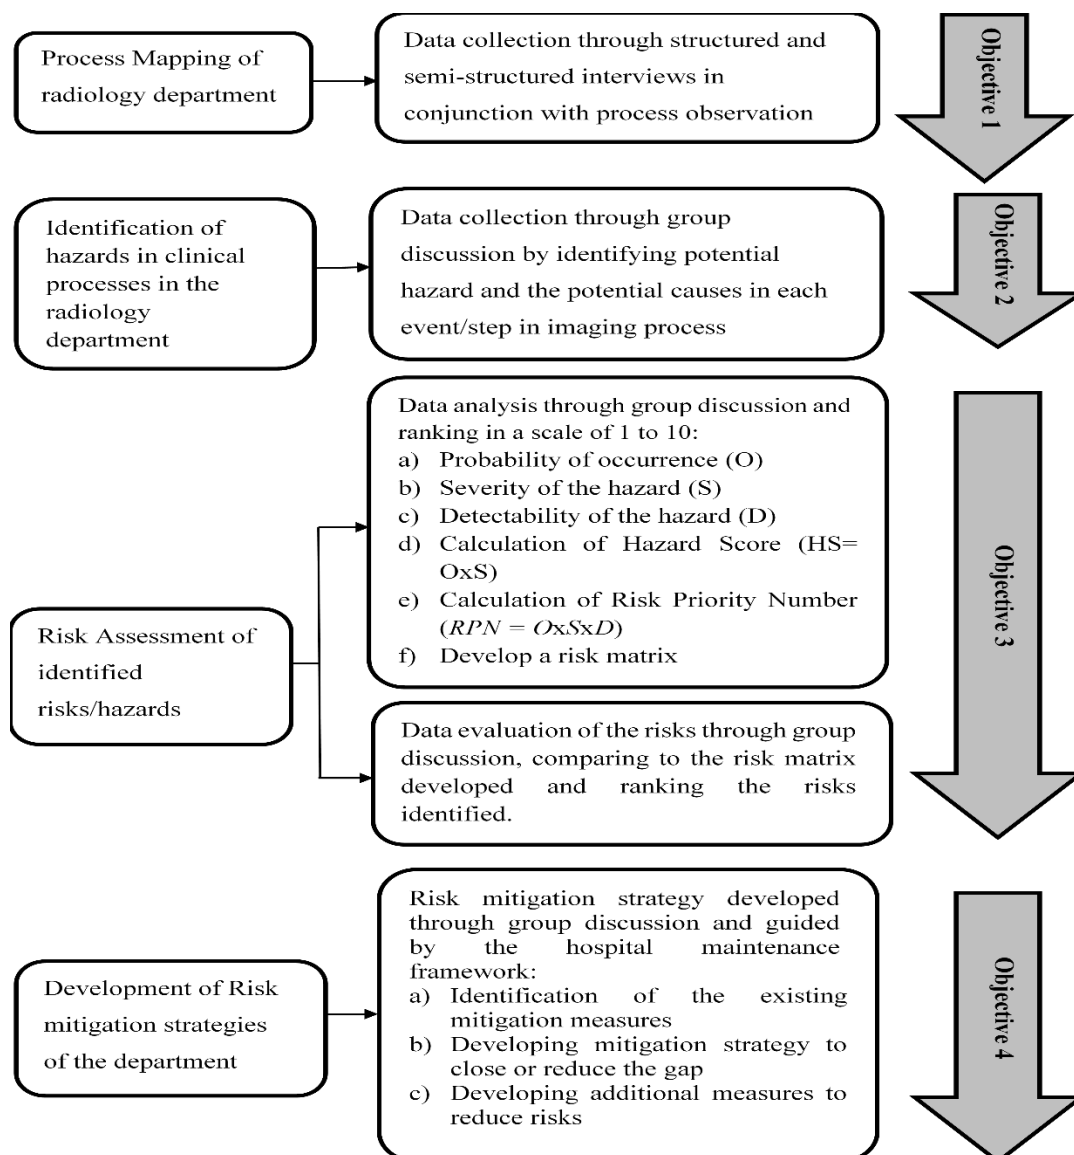 Process Mapping of
radiology department
Data collection through structured and
semi-structured interviews in
conjunction with process observation
Objective 1
Identification of
hazards in clinical
processes in the
radiology
department
Data collection through group
discussion by identifying potential
hazard and the potential causes in each
event/step in imaging process
Objective 2
Risk Assessment of
identified
risks/hazards
Data analysis through group discussion and
ranking in a scale of 1 to 10:
a) Probability of occurrence (O)
b) Severity of the hazard (S)
c) Detectability of the hazard (D)
d) Calculation of Hazard Score (HS=
OxS)
e) Calculation of Risk Priority Number
(RPN = OxSxD)
f) Develop a risk matrix
Data evaluation of the risks through group
discussion, comparing to the risk matrix
developed and ranking the risks
identified.
Objective 3
Development of Risk
mitigation strategies
of the department
Risk mitigation strategy developed
through group discussion and guided
by the hospital maintenance
framework:
a) Identification of the existing
mitigation measures
b) Developing mitigation strategy to
close or reduce the gap
c) Developing additional measures to
reduce risks
Objective 4